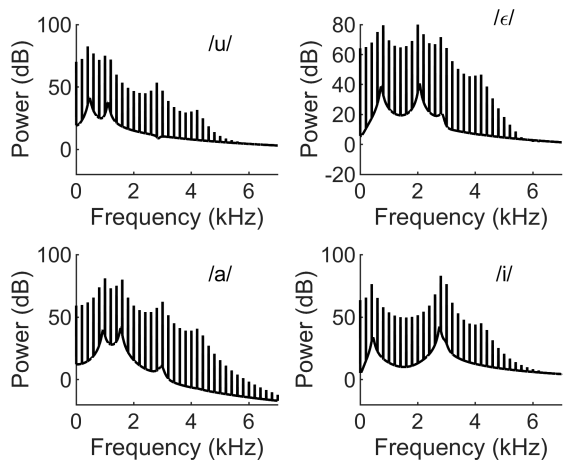 /u/
Power (dB)
100
50
0
0 2 4 6
Frequency (kHz)
/ϵ/
Power (dB)
80
60
40
20
0
-20
0 2 4 6
Frequency (kHz)
/a/
Power (dB)
100
50
0
0 2 4 6
Frequency (kHz)
/i/
Power (dB)
100
50
0
0 2 4 6
Frequency (kHz)